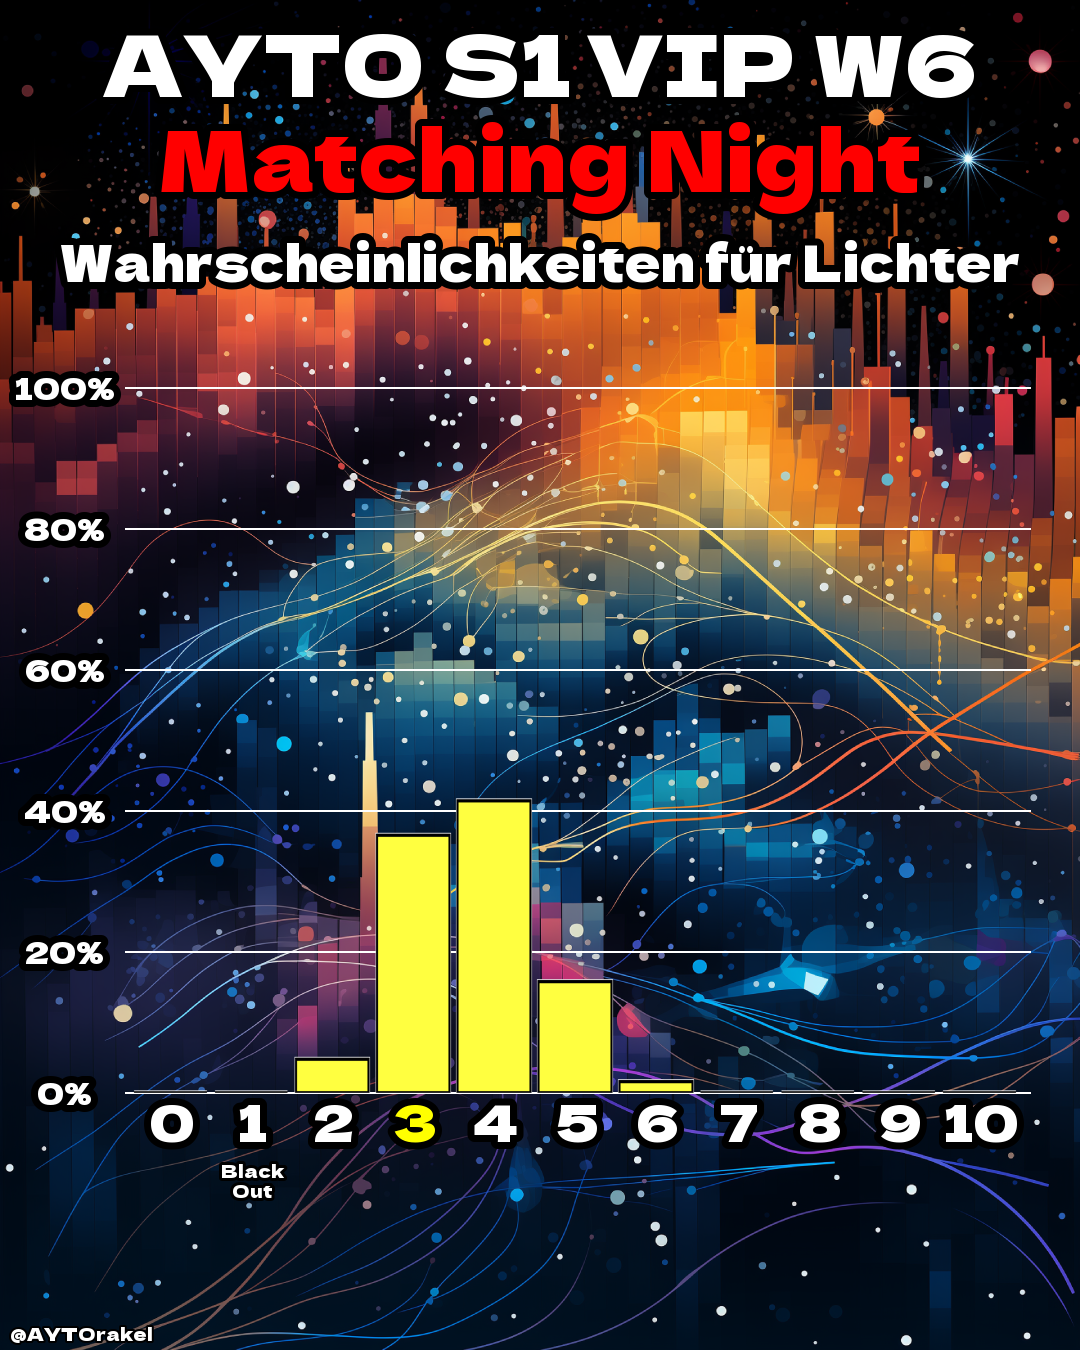 AYTO S1 VIP W6
Matching Night
Wahrscheinlichkeiten für Lichter
100%
80%
60%
40%
20%
0%
0 1 2 3 4 5 6 7 8 9 10
Black
Out
@AYTOrakel